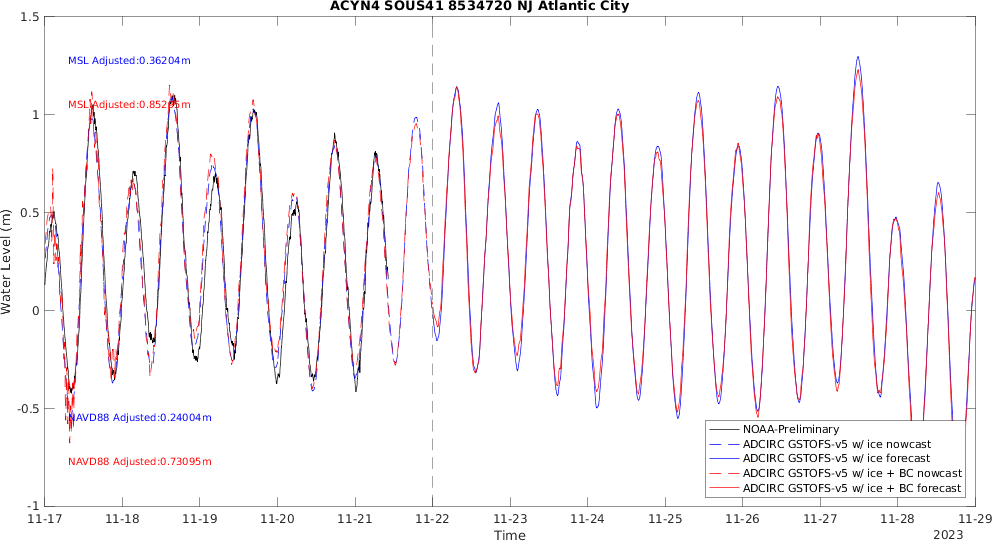 ACYN4 SOUS41 8534720 NJ Atlantic City
1.5
1
0.5
0
-0.5
-1
Water Level (m)
MSL Adjusted:0.36204m
MSL Adjusted:
NAVD88 Adjusted:0.24004m
NAVD88 Adjusted:0.73095m
NOAA-Preliminary
ADCIRC GSTOFS-v5 w/ ice nowcast
ADCIRC GSTOFS-v5 w/ ice forecast
ADCIRC GSTOFS-v5 w/ ice + BC nowcast
ADCIRC GSTOFS-v5 w/ ice + BC forecast
11-17 11-18 11-19 11-20 11-21 11-22 11-23 11-24 11-25 11-26 11-27 11-28 11-29
Time
2023